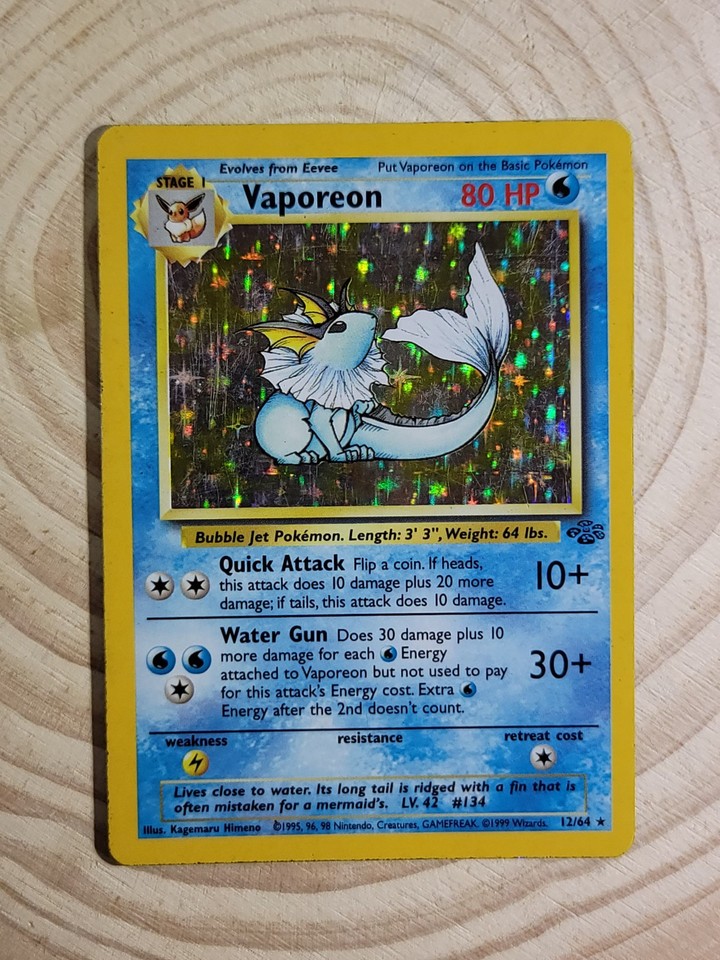 Evolves from Eevee Put Vaporeon on the Basic Pokémon
STAGE 1
Vaporeon 80 HP
Bubble Jet Pokémon. Length: 3' 3", Weight: 64 lbs.
Quick Attack Flip a coin. If heads,
this attack does 10 damage plus 20 more
damage; if tails, this attack does 10 damage.
10+
Water Gun Does 30 damage plus 10
more damage for each Energy
attached to Vaporeon but not used to pay
for this attack's Energy cost. Extra
Energy after the 2nd doesn't count.
30+
weakness resistance retreat cost
Lives close to water. Its long tail is ridged with a fin that is
often mistaken for a mermaid's. LV. 42 #134
Illus. Kagemaru Himeno ©1995, 96, 98 Nintendo, Creatures, GAMEFREAK. ©1999 Wizards. 12/64 ★